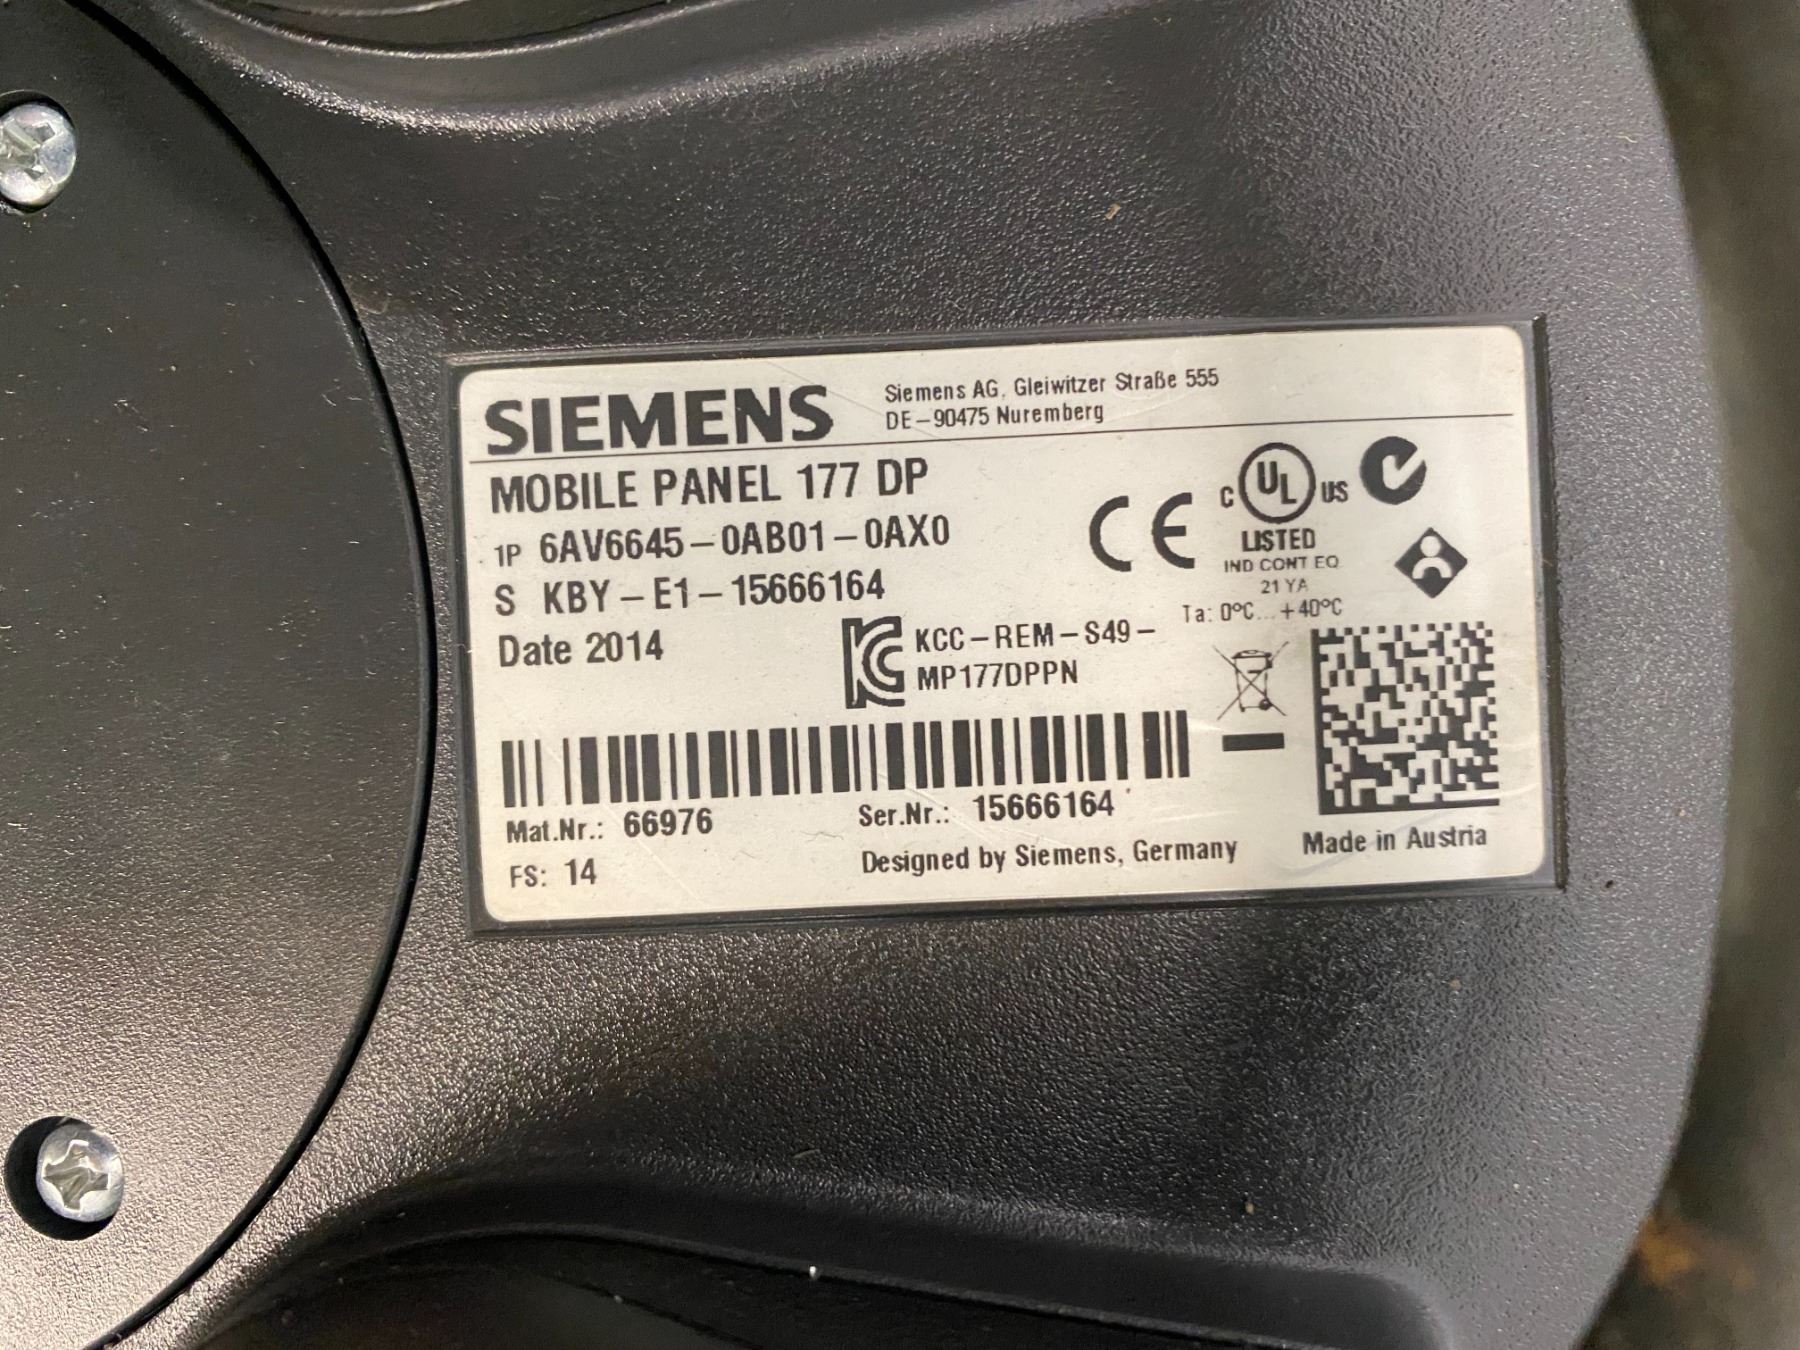 SIEMENS
Siemens AG, Gleiwitzer Straße 555
DE-90475 Nuremberg
MOBILE PANEL 177 DP
1P 6AV6645-0AB01-0AX0
S KBY-E1-15666164
Date 2014
CE
C UL US
LISTED
IND CONT EQ
21 YA
Ta: 0°C...+40°C
KCC-REM-S49-
MP177DPPN
Mat.Nr.: 66976
Ser.Nr.: 15666164
FS: 14
Designed by Siemens, Germany
Made in Austria